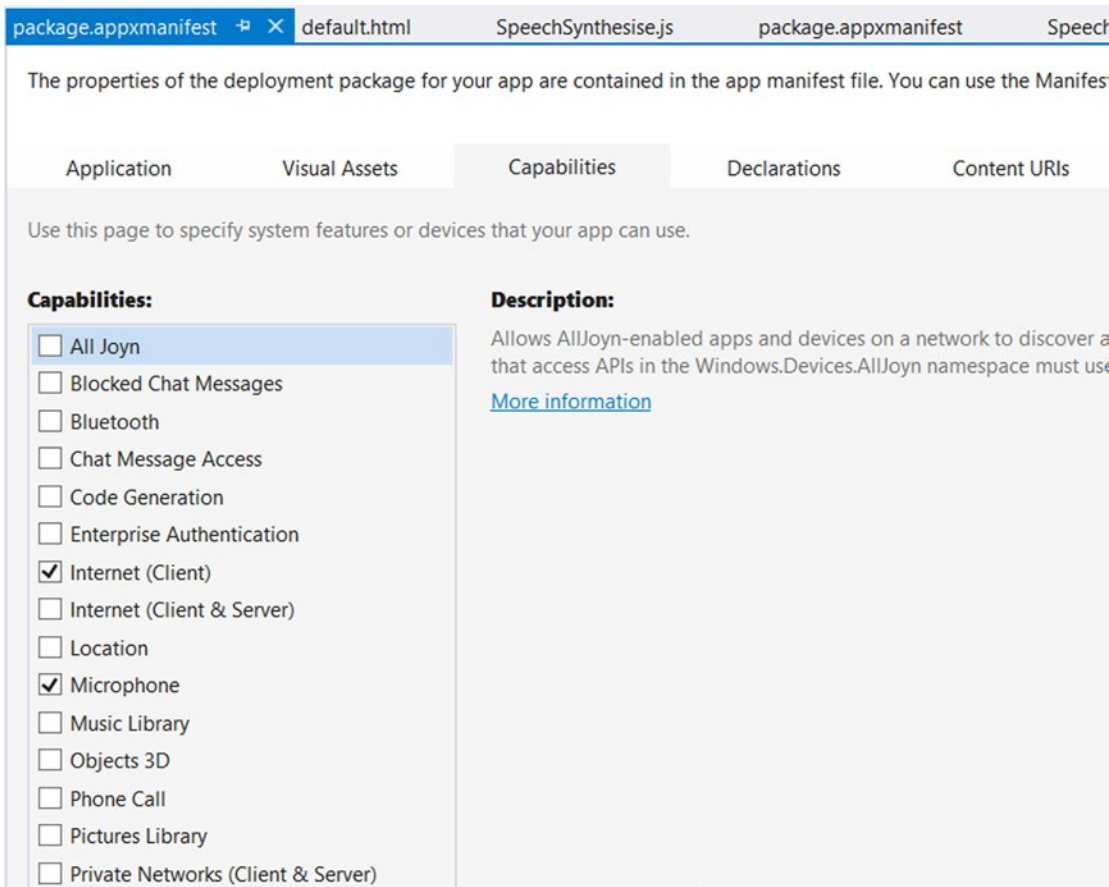 package.appxmanifest default.html SpeechSynthesise.js package.appxmanifest Speech
The properties of the deployment package for your app are contained in the app manifest file. You can use the Manifest
Application Visual Assets Capabilities Declarations Content URIs
Use this page to specify system features or devices that your app can use.
Capabilities:
All Joyn
Blocked Chat Messages
Bluetooth
Chat Message Access
Code Generation
Enterprise Authentication
Internet (Client)
Internet (Client & Server)
Location
Microphone
Music Library
Objects 3D
Phone Call
Pictures Library
Private Networks (Client & Server)
Description:
Allows AllJoyn-enabled apps and devices on a network to discover a
that access APIs in the Windows.Devices.AllJoyn namespace must use
More information